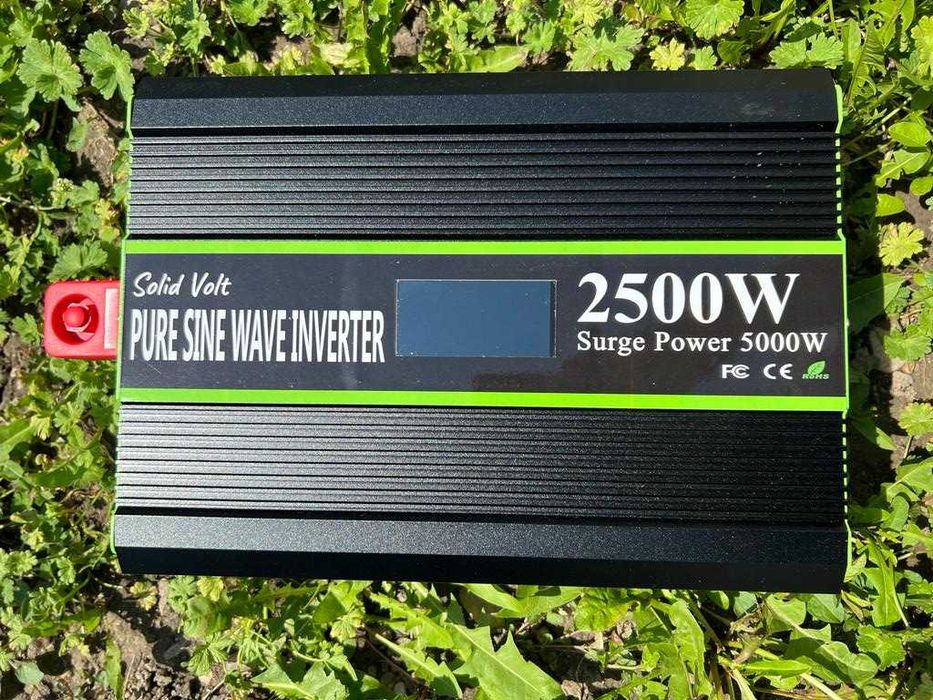 Solid Volt
PURE SINE WAVE INVERTER
2500W
Surge Power 5000W
FC CE RoHS